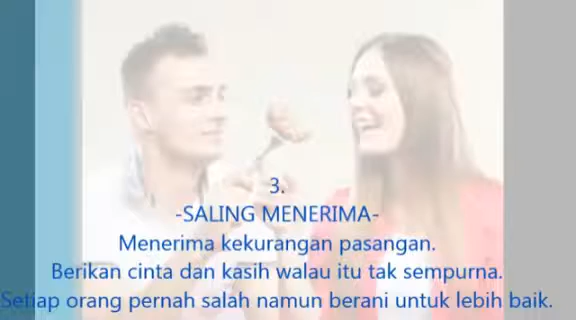 3.
-SALING MENERIMA-
Menerima kekurangan pasangan.
Berikan cinta dan kasih walau itu tak sempurna.
Setiap orang pernah salah namun berani untuk lebih baik.